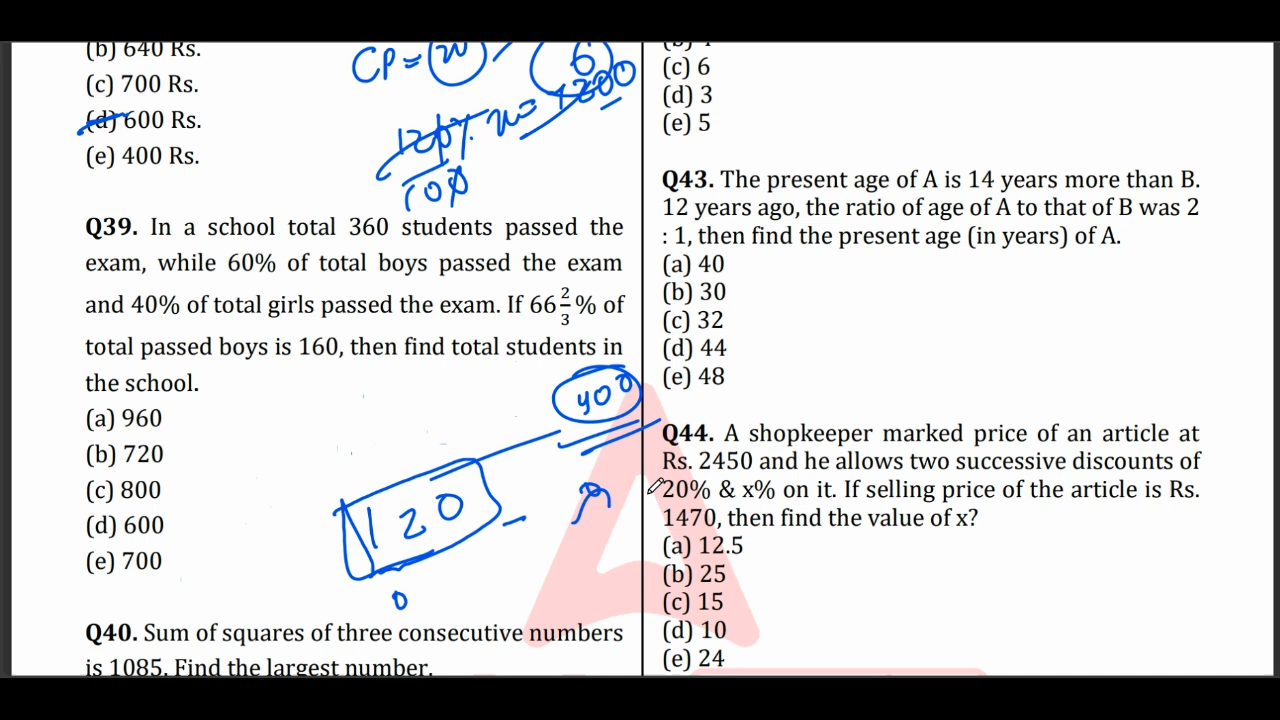 (b) 640 Rs.
(c) 700 Rs.
(d) 600 Rs.
(e) 400 Rs.
CP =
6
120% x = 1200
100
Q39. In a school total 360 students passed the
exam, while 60% of total boys passed the exam
and 40% of total girls passed the exam. If 66 2/3 % of
total passed boys is 160, then find total students in
the school.
(a) 960
(b) 720
(c) 800
(d) 600
(e) 700
400
120
0
Q40. Sum of squares of three consecutive numbers
is 1085. Find the largest number.
(c) 6
(d) 3
(e) 5
Q43. The present age of A is 14 years more than B.
12 years ago, the ratio of age of A to that of B was 2
: 1, then find the present age (in years) of A.
(a) 40
(b) 30
(c) 32
(d) 44
(e) 48
Q44. A shopkeeper marked price of an article at
Rs. 2450 and he allows two successive discounts of
20% & x% on it. If selling price of the article is Rs.
1470, then find the value of x?
(a) 12.5
(b) 25
(c) 15
(d) 10
(e) 24